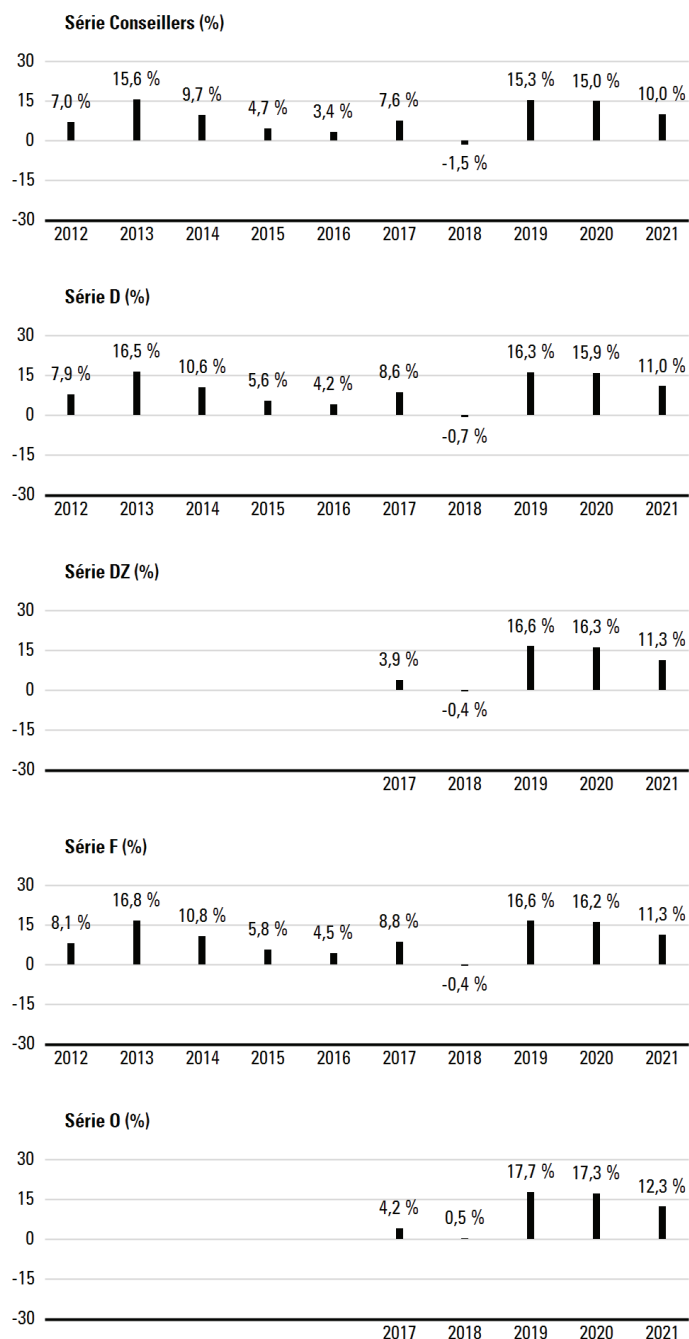 Série Conseillers (%)
30
15
0
-15
-30
7,0 % 15,6 % 9,7 % 4,7 % 3,4 % 7,6 % -1,5 % 15,3 % 15,0 % 10,0 %
2012 2013 2014 2015 2016 2017 2018 2019 2020 2021
Série D (%)
30
15
0
-15
-30
7,9 % 16,5 % 10,6 % 5,6 % 4,2 % 8,6 % -0,7 % 16,3 % 15,9 % 11,0 %
2012 2013 2014 2015 2016 2017 2018 2019 2020 2021
Série DZ (%)
30
15
0
-15
-30
3,9 % -0,4 % 16,6 % 16,3 % 11,3 %
2017 2018 2019 2020 2021
Série F (%)
30
15
0
-15
-30
8,1 % 16,8 % 10,8 % 5,8 % 4,5 % 8,8 % -0,4 % 16,6 % 16,2 % 11,3 %
2012 2013 2014 2015 2016 2017 2018 2019 2020 2021
Série O (%)
30
15
0
-15
-30
4,2 % 0,5 % 17,7 % 17,3 % 12,3 %
2017 2018 2019 2020 2021